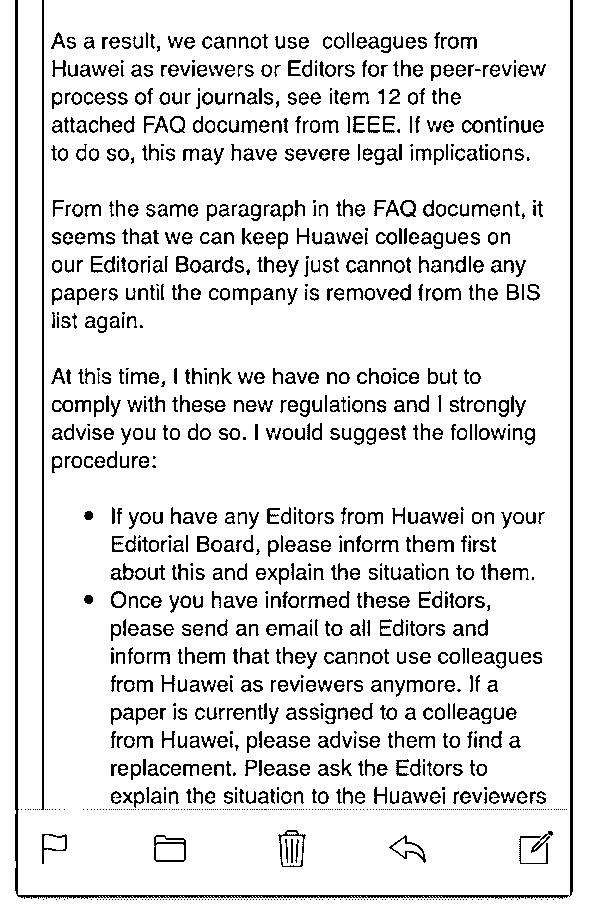 As a result, we cannot use  colleagues from
Huawei as reviewers or Editors for the peer-review
process of our journals, see item 12 of the
attached FAQ document from IEEE. If we continue
to do so, this may have severe legal implications.
From the same paragraph in the FAQ document, it
seems that we can keep Huawei colleagues on
our Editorial Boards, they just cannot handle any
papers until the company is removed from the BIS
list again.
At this time, I think we have no choice but to
comply with these new regulations and I strongly
advise you to do so. I would suggest the following
procedure:
• If you have any Editors from Huawei on your
Editorial Board, please inform them first
about this and explain the situation to them.
• Once you have informed these Editors,
please send an email to all Editors and
inform them that they cannot use colleagues
from Huawei as reviewers anymore. If a
paper is currently assigned to a colleague
from Huawei, please advise them to find a
replacement. Please ask the Editors to
explain the situation to the Huawei reviewers